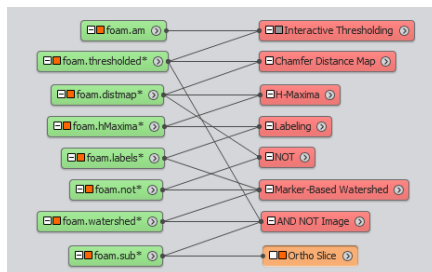 foam.am
Interactive Thresholding
foam.thresholded*
Chamfer Distance Map
foam.distmap*
H-Maxima
foam.hMaxima*
Labeling
foam.labels*
NOT
foam.not*
Marker-Based Watershed
foam.watershed*
AND NOT Image
foam.sub*
Ortho Slice